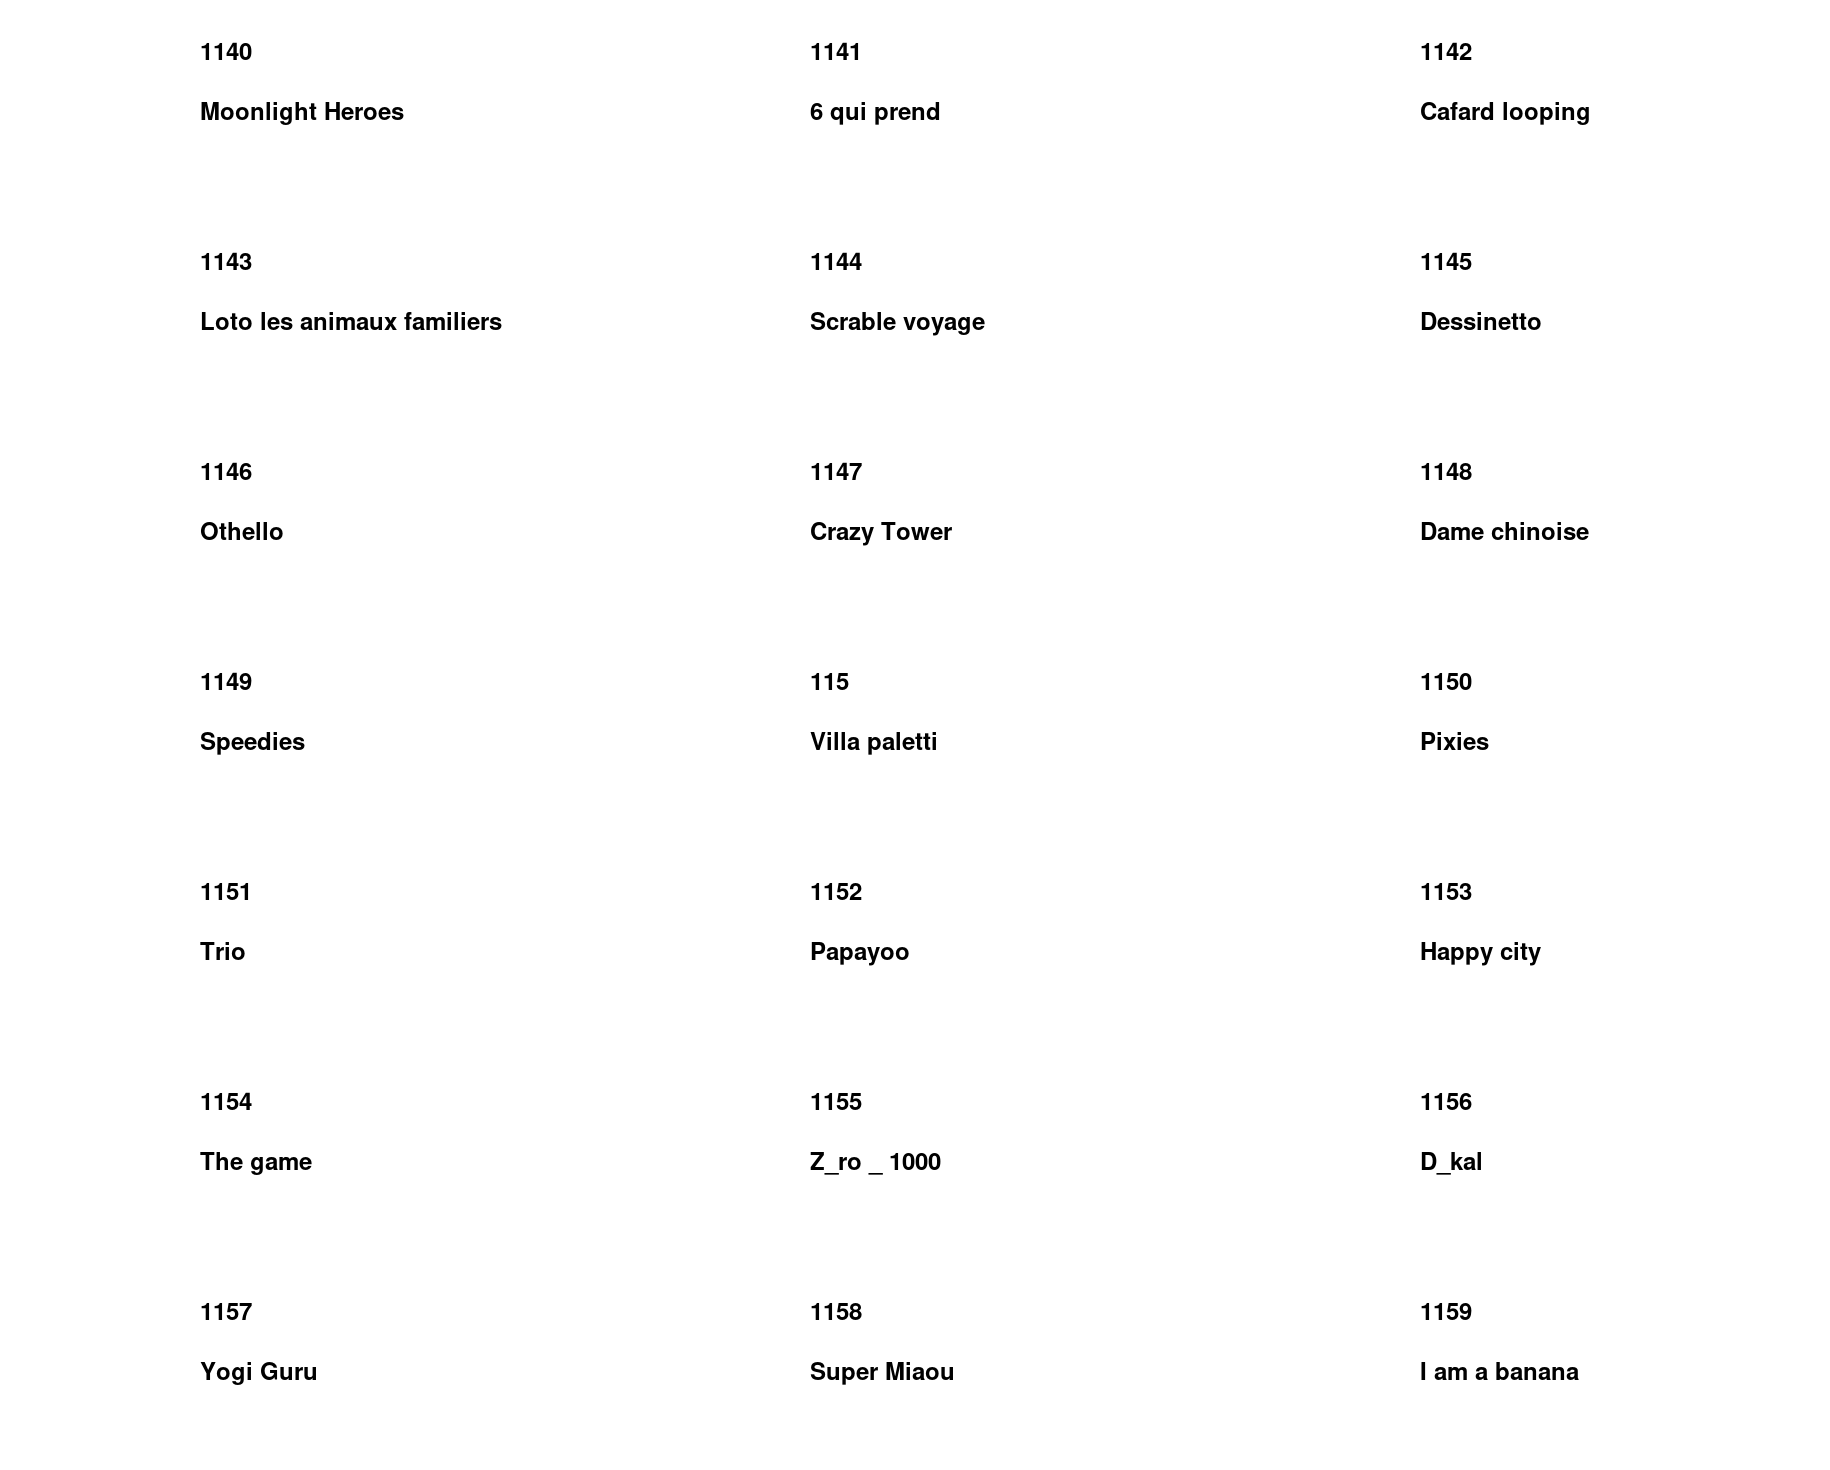 1140 1141 1142
Moonlight Heroes 6 qui prend Cafard looping
1143 1144 1145
Loto les animaux familiers Scrable voyage Dessinetto
1146 1147 1148
Othello Crazy Tower Dame chinoise
1149 115 1150
Speedies Villa paletti Pixies
1151 1152 1153
Trio Papayoo Happy city
1154 1155 1156
The game Z_ro _ 1000 D_kal
1157 1158 1159
Yogi Guru Super Miaou I am a banana